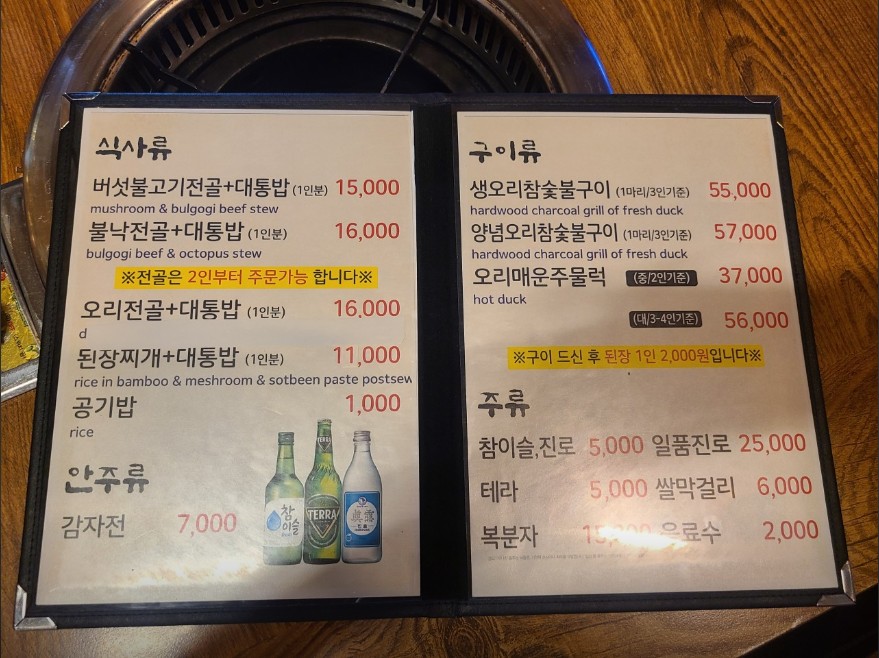 식사류
버섯불고기전골+대통밥 (1인분) 15,000
mushroom & bulgogi beef stew
불낙전골+대통밥 (1인분) 16,000
bulgogi beef & octopus stew
※전골은 2인부터 주문가능 합니다※
오리전골+대통밥 (1인분) 16,000
d
된장찌개+대통밥 (1인분) 11,000
rice in bamboo & meshroom & sotbeen paste postsew
공기밥 1,000
rice
안주류
감자전 7,000
참이슬
TERRA
TERRA
眞露
구이류
생오리참숯불구이 (1마리/3인기준) 55,000
hardwood charcoal grill of fresh duck
양념오리참숯불구이 (1마리/3인기준) 57,000
hardwood charcoal grill of fresh duck
오리매운주물럭 (중/2인기준) 37,000
hot duck
(대/3-4인기준) 56,000
※구이 드신 후 된장 1인 2,000원입니다※
주류
참이슬,진로 5,000 일품진로 25,000
테라 5,000 쌀막걸리 6,000
복분자 음료수 2,000